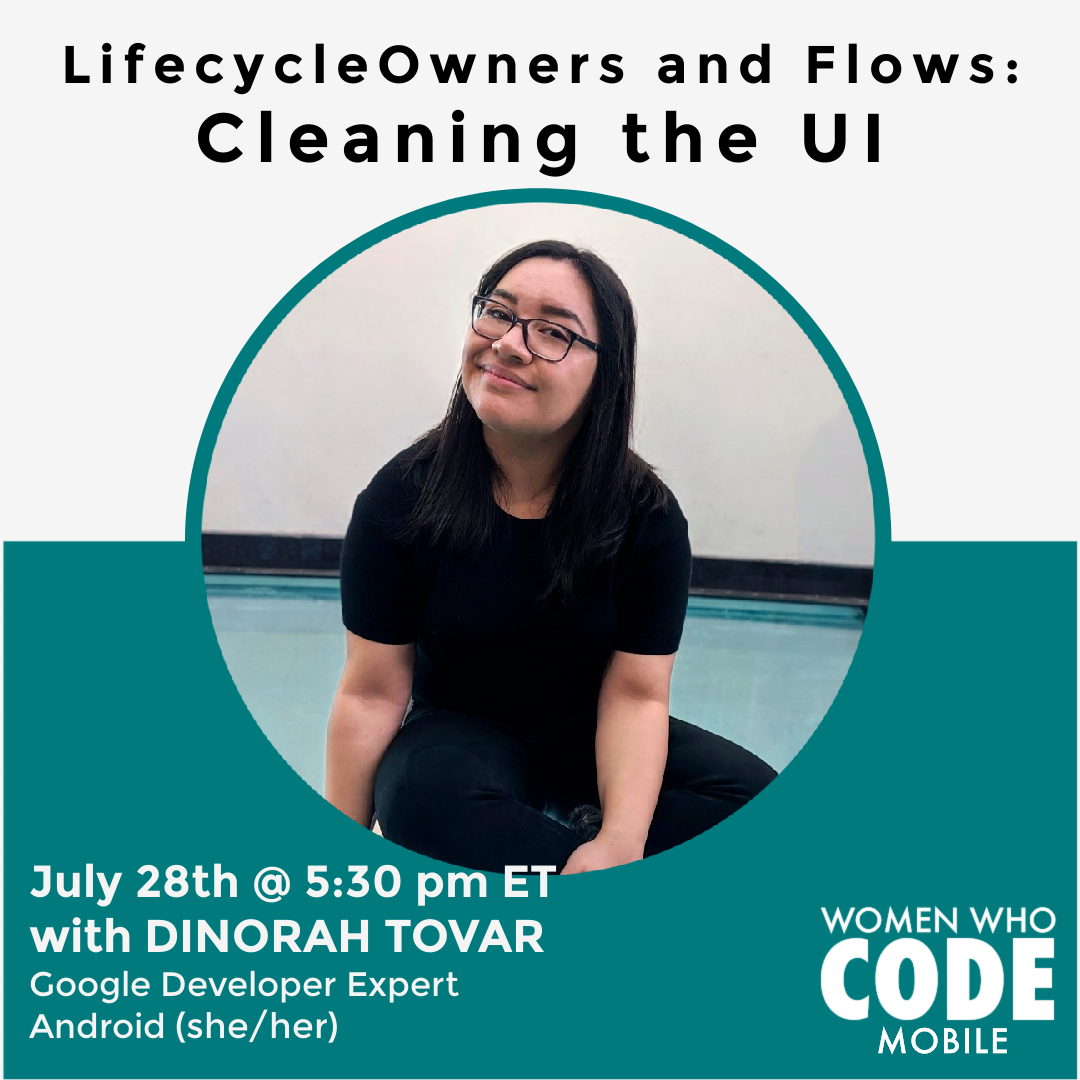 LifecycleOwners and Flows:
Cleaning the UI
July 28th @ 5:30 pm ET
with DINORAH TOVAR
Google Developer Expert
Android (she/her)
WOMEN WHO
CODE
MOBILE